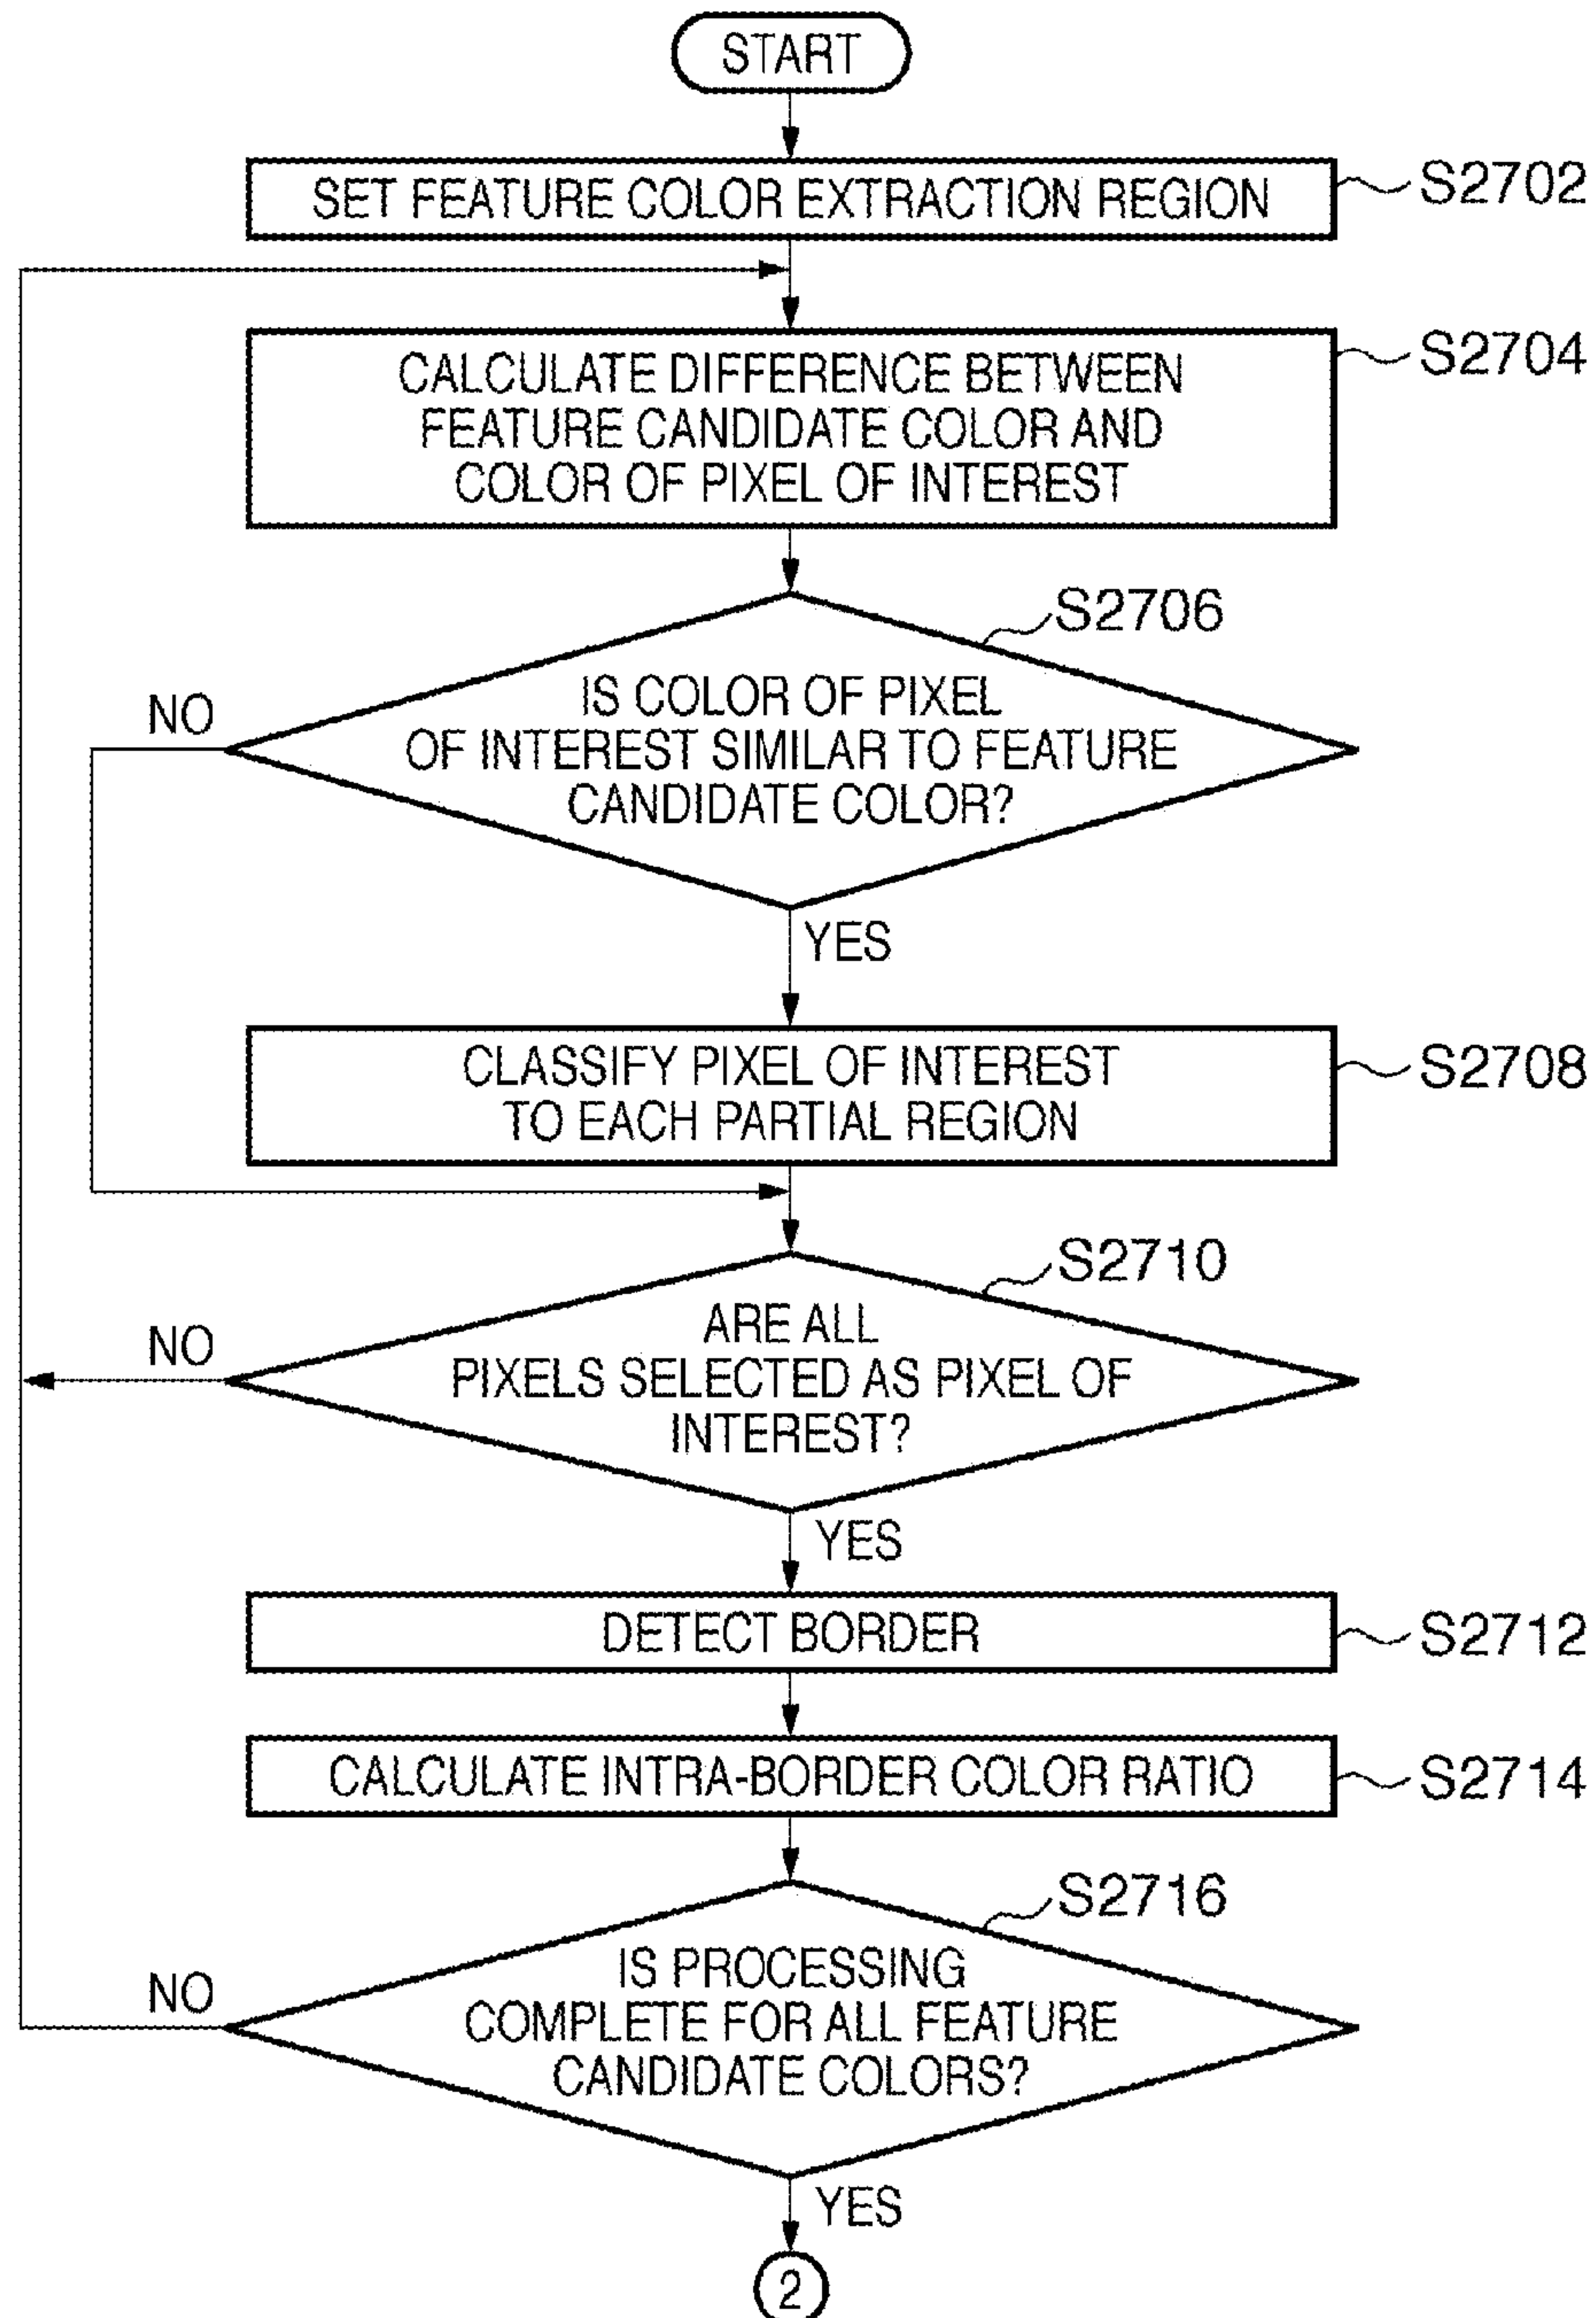 START
SET FEATURE COLOR EXTRACTION REGION
S2702
CALCULATE DIFFERENCE BETWEEN
FEATURE CANDIDATE COLOR AND
COLOR OF PIXEL OF INTEREST
S2704
S2706
IS COLOR OF PIXEL
OF INTEREST SIMILAR TO FEATURE
CANDIDATE COLOR?
NO
YES
CLASSIFY PIXEL OF INTEREST
TO EACH PARTIAL REGION
S2708
S2710
ARE ALL
PIXELS SELECTED AS PIXEL OF
INTEREST?
NO
YES
DETECT BORDER
S2712
CALCULATE INTRA-BORDER COLOR RATIO
S2714
S2716
IS PROCESSING
COMPLETE FOR ALL FEATURE
CANDIDATE COLORS?
NO
YES
2